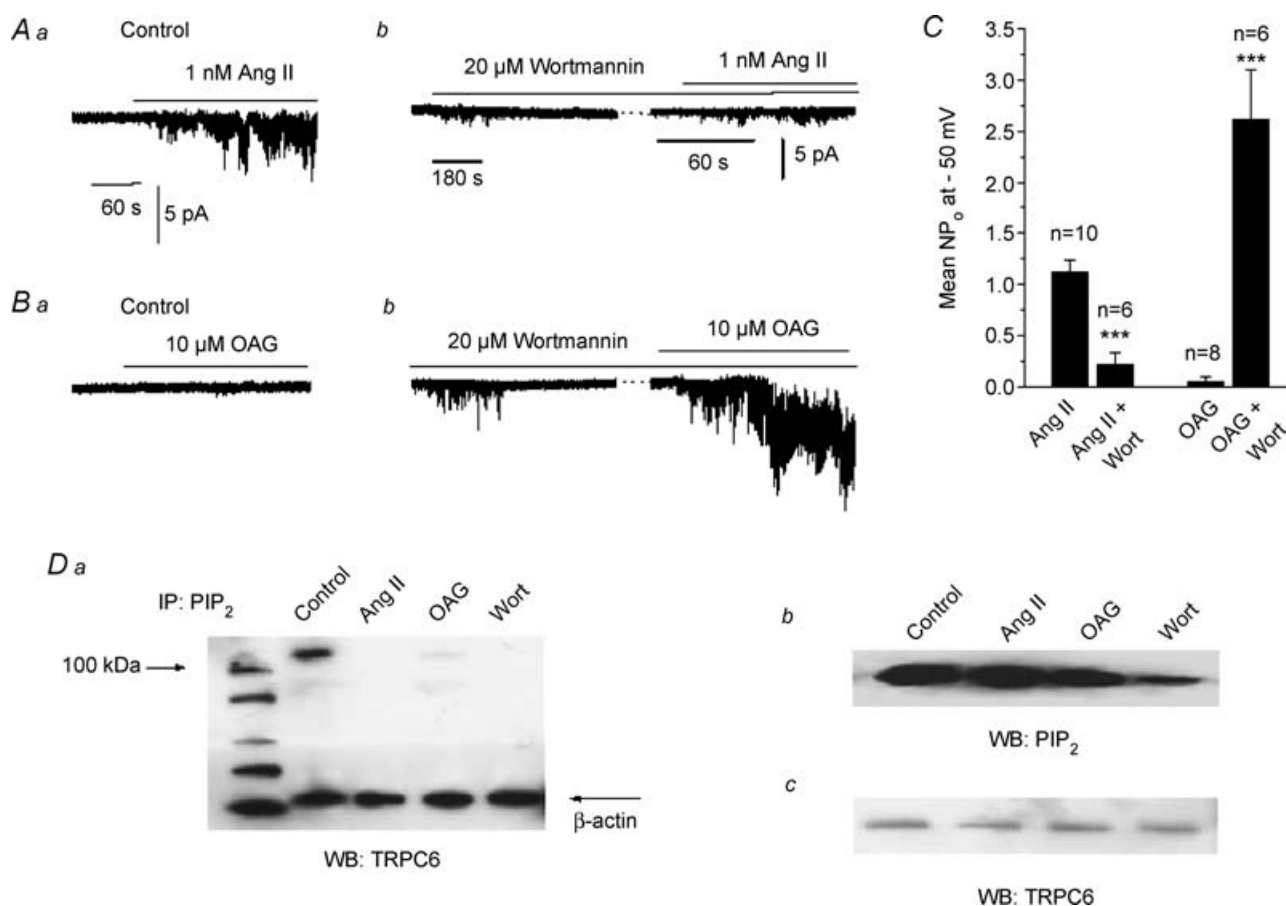 A a
Control
1 nM Ang II
60 s
5 pA
b
20 µM Wortmannin
1 nM Ang II
180 s
60 s
5 pA
B a
Control
10 µM OAG
b
20 µM Wortmannin
10 µM OAG
C
Mean NPo at - 50 mV
3.5
3.0
2.5
2.0
1.5
1.0
0.5
0.0
n=10
n=6
***
n=8
n=6
***
Ang II
Ang II +
Wort
OAG
OAG +
Wort
D a
IP: PIP2
Control
Ang II
OAG
Wort
100 kDa
β-actin
WB: TRPC6
b
Control
Ang II
OAG
Wort
WB: PIP2
c
WB: TRPC6